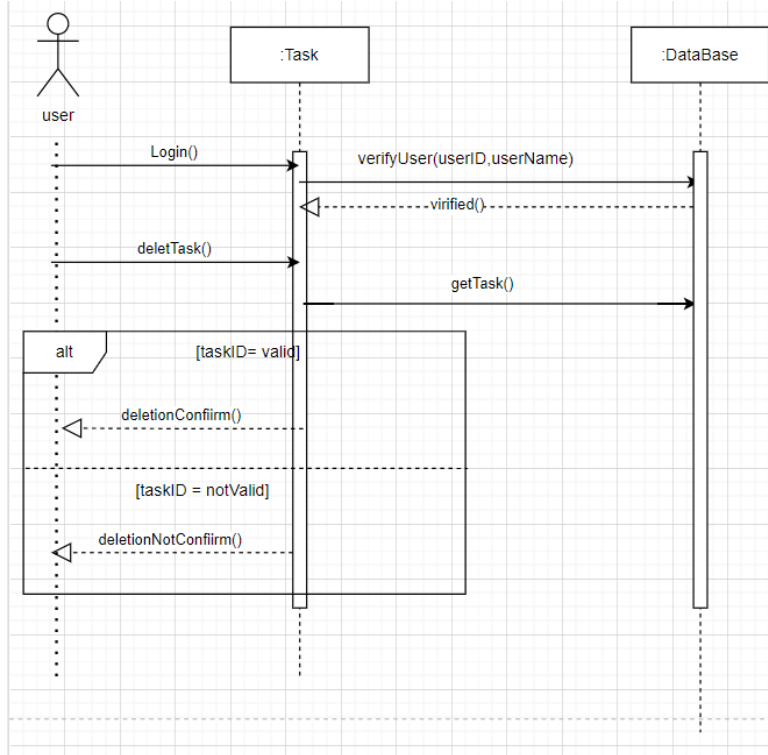 :Task
:DataBase
user
Login()
verifyUser(userID,userName)
virified()
deletTask()
getTask()
alt
[taskID= valid]
deletionConfiirm()
[taskID = notValid]
deletionNotConfiirm()